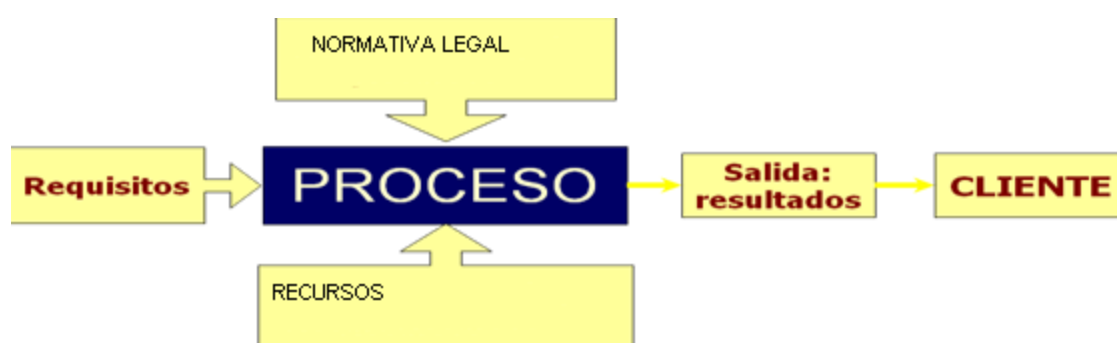 NORMATIVA LEGAL
Requisitos
PROCESO
Salida:
resultados
CLIENTE
RECURSOS